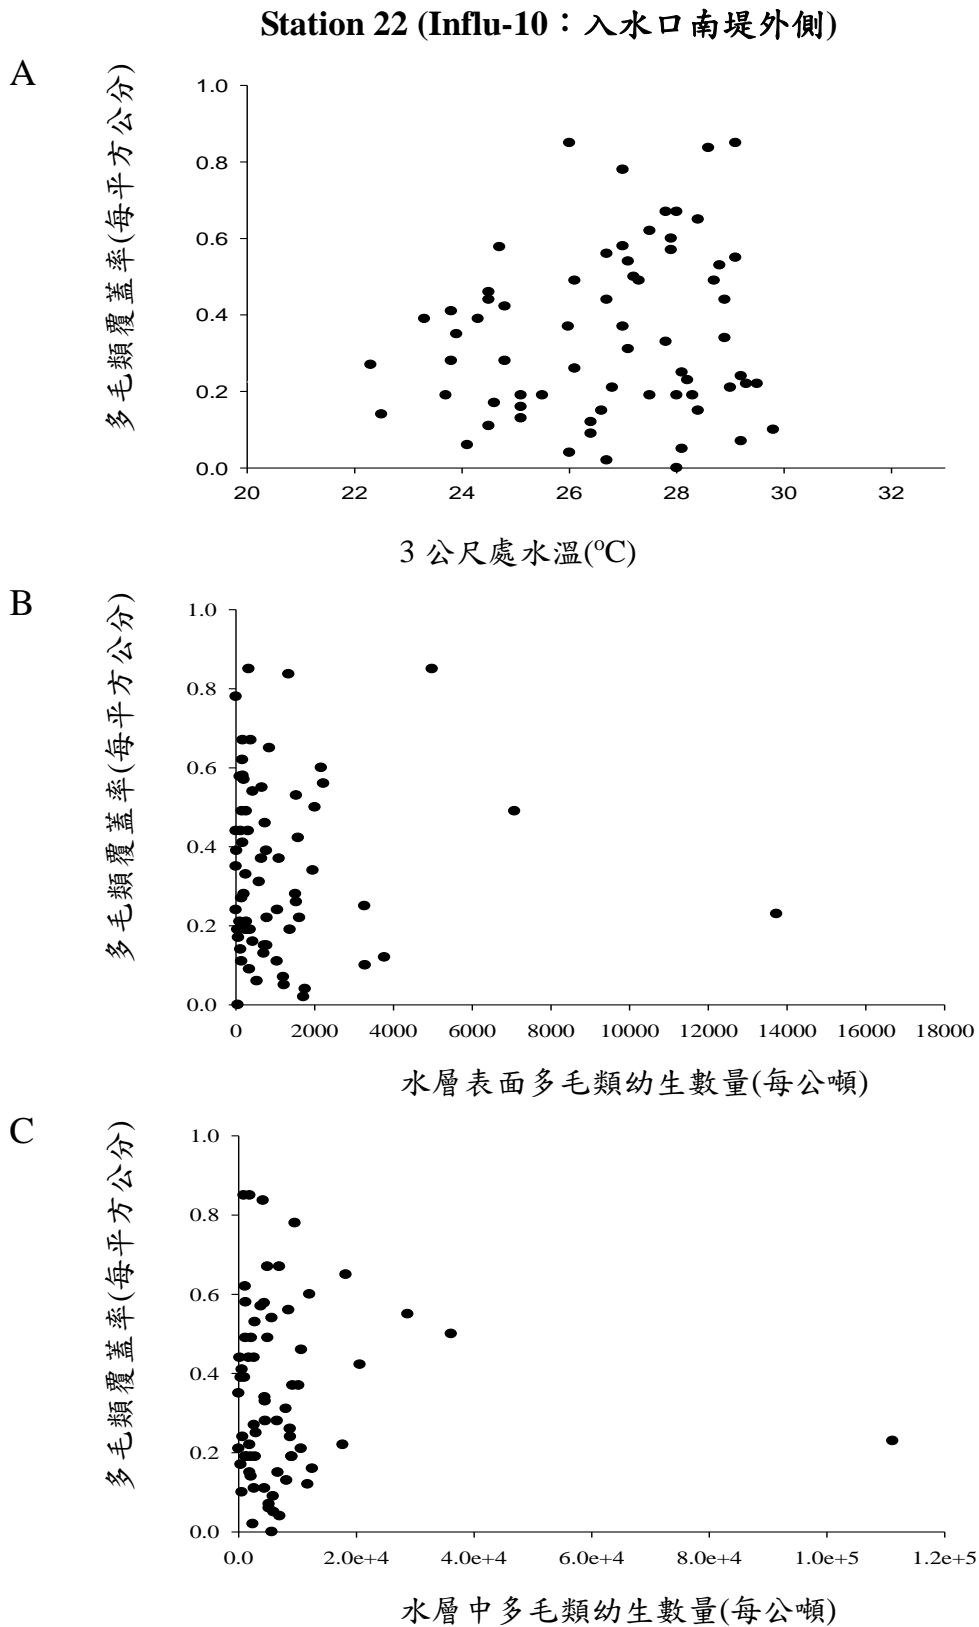 Station 22 (Influ-10：入水口南堤外側)
A
多毛類覆蓋率(每平方公分)
1.0
0.8
0.6
0.4
0.2
0.0
20 22 24 26 28 30 32
3 公尺處水溫(°C)
B
多毛類覆蓋率(每平方公分)
1.0
0.8
0.6
0.4
0.2
0.0
0 2000 4000 6000 8000 10000 12000 14000 16000 18000
水層表面多毛類幼生數量(每公噸)
C
多毛類覆蓋率(每平方公分)
1.0
0.8
0.6
0.4
0.2
0.0
0.0 2.0e+4 4.0e+4 6.0e+4 8.0e+4 1.0e+5 1.2e+5
水層中多毛類幼生數量(每公噸)